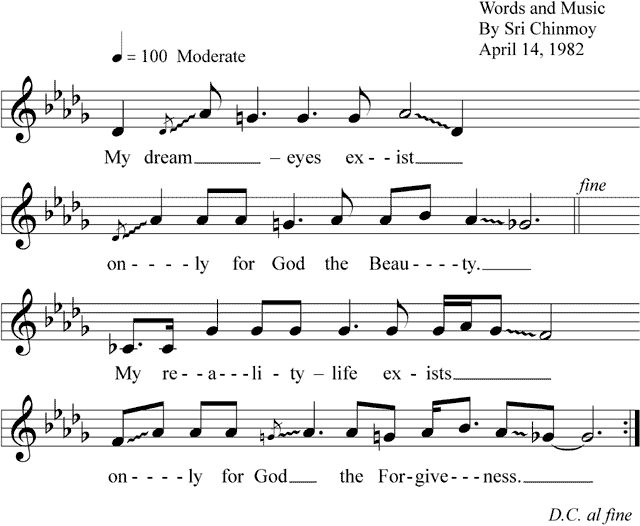 Words and Music
By Sri Chinmoy
April 14, 1982
= 100 Moderate
My dream – eyes ex - - ist
fine
on - - - - ly for God the Beau - - - - ty.
My re - - a - - - li - ty – life ex - ists
on - - - - ly for God the For - give - - - ness.
D.C. al fine